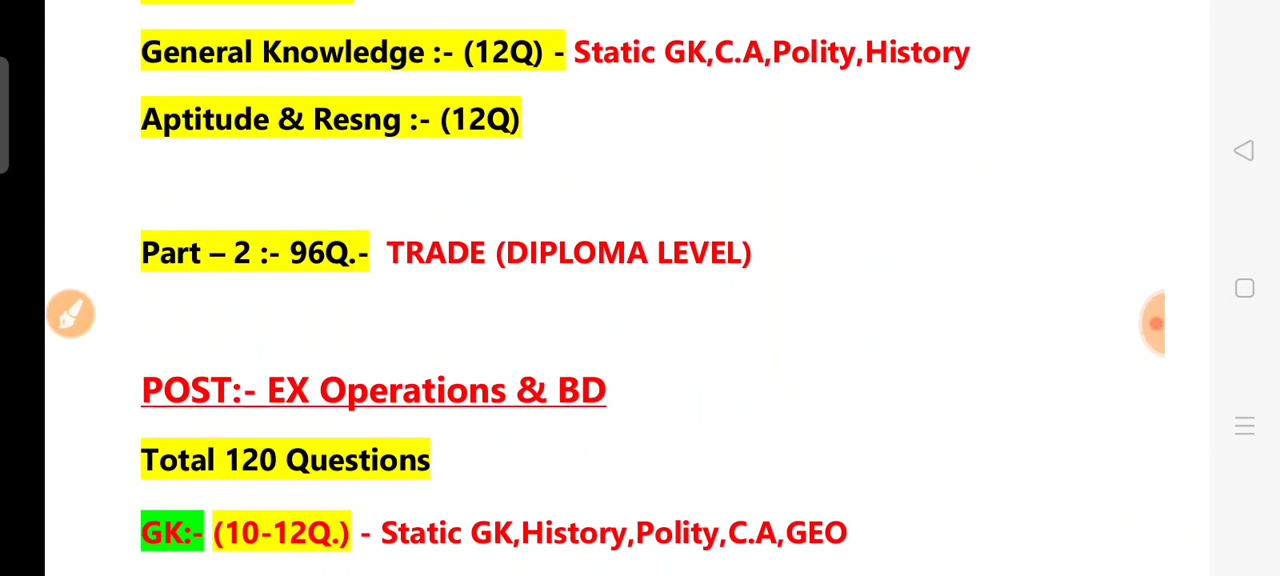 General Knowledge :- (12Q) - Static GK,C.A,Polity,History
Aptitude & Resng :- (12Q)
Part – 2 :- 96Q.- TRADE (DIPLOMA LEVEL)
POST:- EX Operations & BD
Total 120 Questions
GK:- (10-12Q.) - Static GK,History,Polity,C.A,GEO